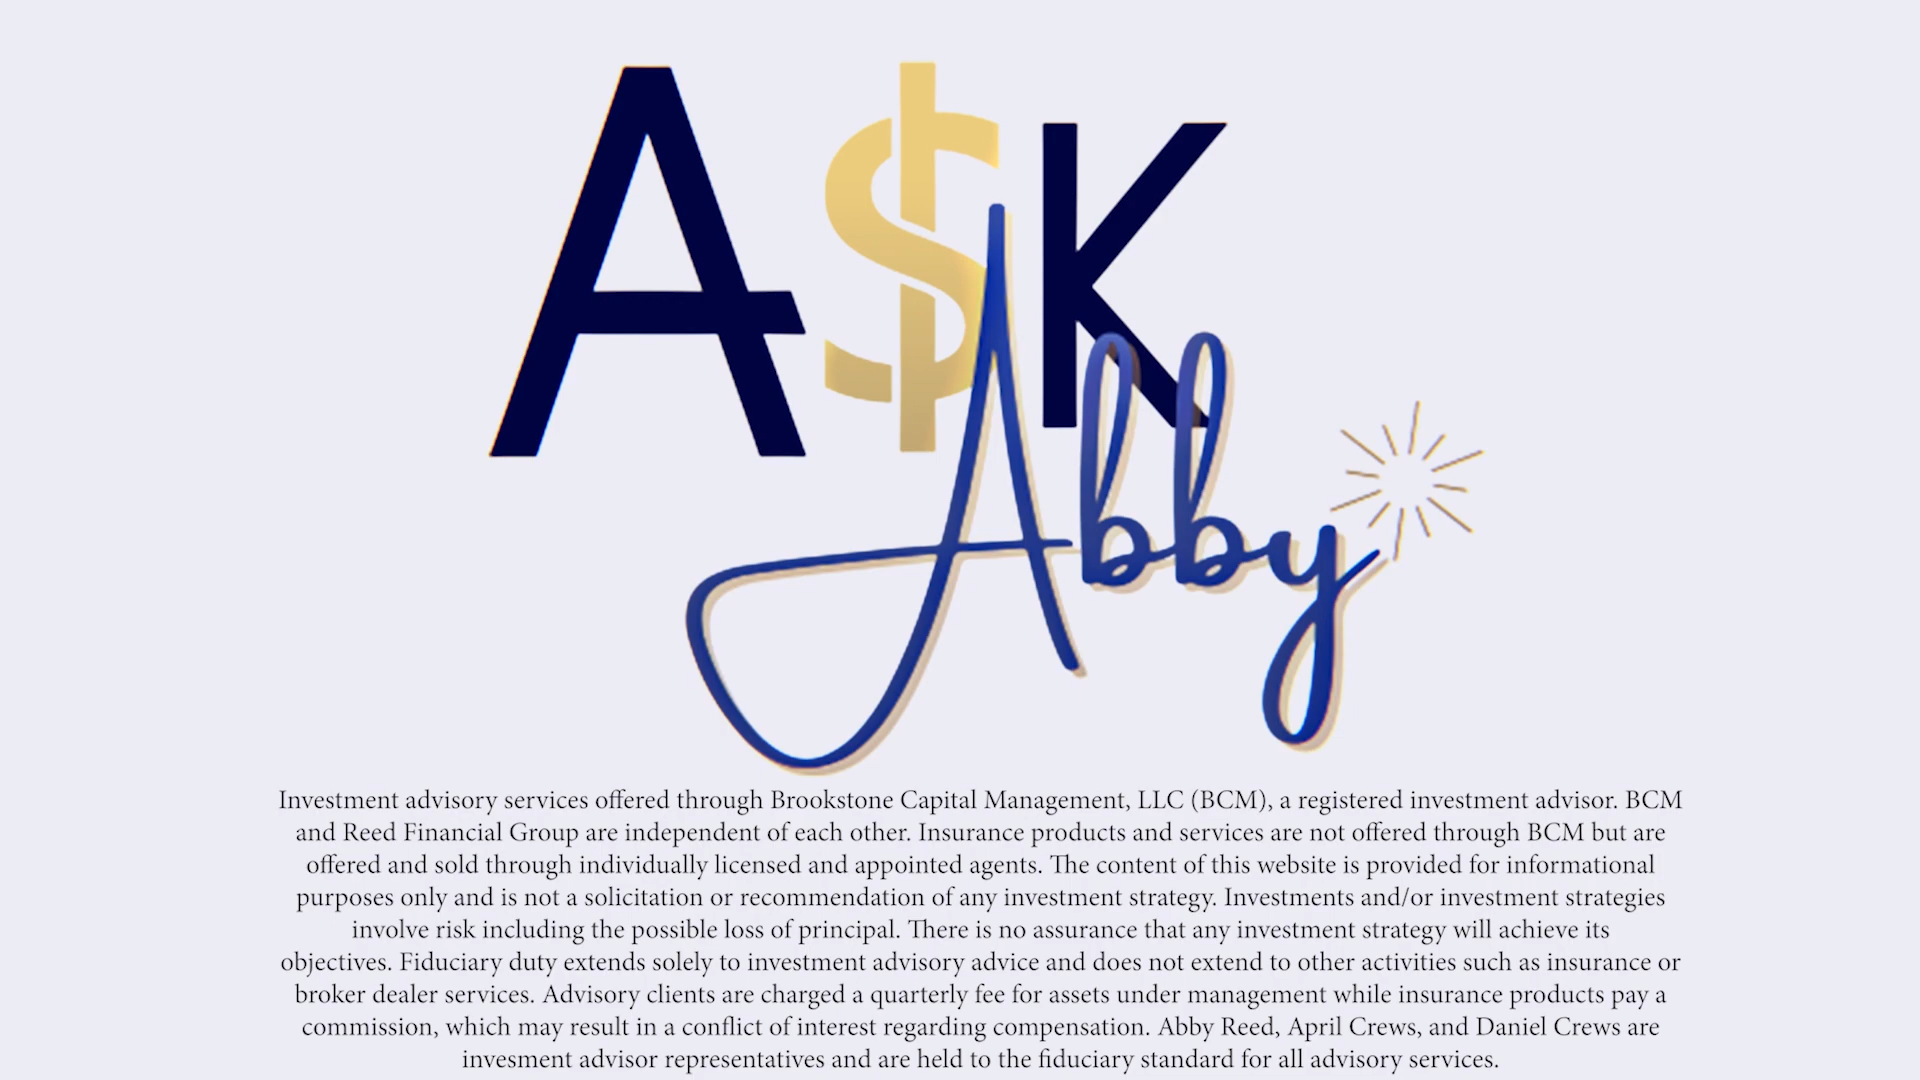 A$K
Abby
Investment advisory services offered through Brookstone Capital Management, LLC (BCM), a registered investment advisor. BCM
and Reed Financial Group are independent of each other. Insurance products and services are not offered through BCM but are
offered and sold through individually licensed and appointed agents. The content of this website is provided for informational
purposes only and is not a solicitation or recommendation of any investment strategy. Investments and/or investment strategies
involve risk including the possible loss of principal. There is no assurance that any investment strategy will achieve its
objectives. Fiduciary duty extends solely to investment advisory advice and does not extend to other activities such as insurance or
broker dealer services. Advisory clients are charged a quarterly fee for assets under management while insurance products pay a
commission, which may result in a conflict of interest regarding compensation. Abby Reed, April Crews, and Daniel Crews are
invesment advisor representatives and are held to the fiduciary standard for all advisory services.